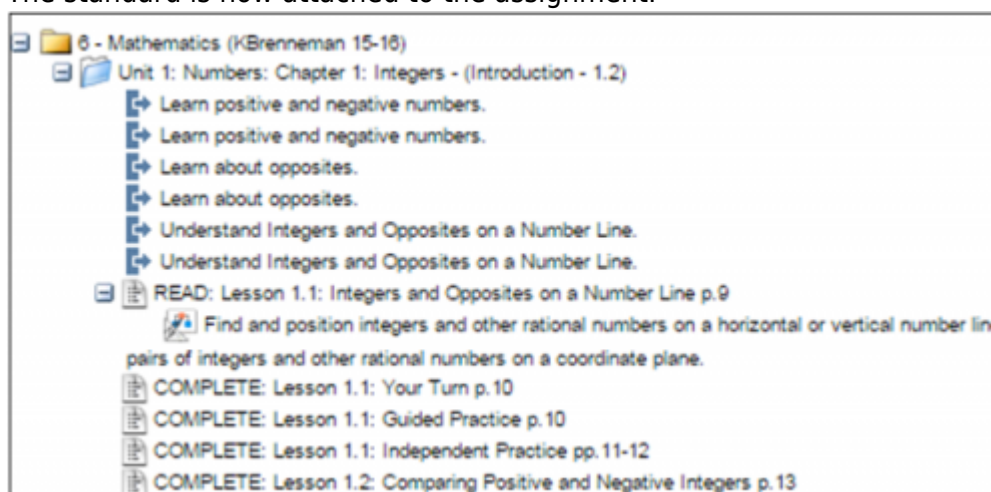 The standard is now attached to the assignment.
6 - Mathematics (KBrenneman 15-16)
Unit 1: Numbers: Chapter 1: Integers - (Introduction - 1.2)
Learn positive and negative numbers.
Learn positive and negative numbers.
Learn about opposites.
Learn about opposites.
Understand Integers and Opposites on a Number Line.
Understand Integers and Opposites on a Number Line.
READ: Lesson 1.1: Integers and Opposites on a Number Line p.9
Find and position integers and other rational numbers on a horizontal or vertical number lin
pairs of integers and other rational numbers on a coordinate plane.
COMPLETE: Lesson 1.1: Your Turn p.10
COMPLETE: Lesson 1.1: Guided Practice p.10
COMPLETE: Lesson 1.1: Independent Practice pp.11-12
COMPLETE: Lesson 1.2: Comparing Positive and Negative Integers p.13